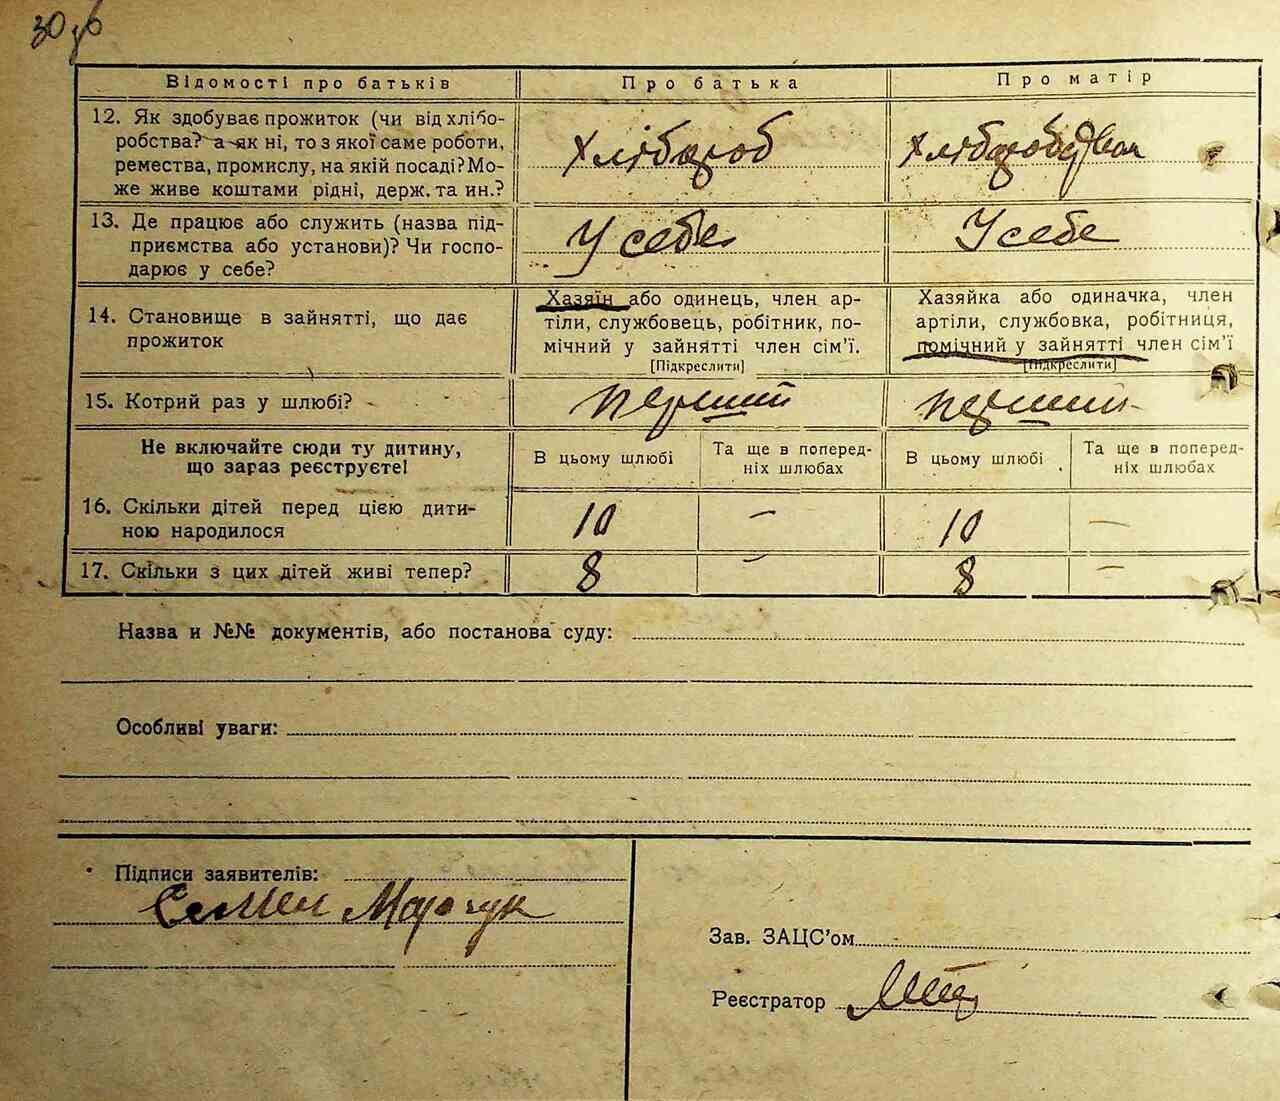 30 зб
Відомості про батьків
Про батька
Про матір
12. Як здобуває прожиток (чи від хлібо-
робства? а як ні, то з якої саме роботи,
ремества, промислу, на якій посаді? Мо-
же живе коштами рідні, держ. та ин.?
Хлібороб
Хліборобством
13. Де працює або служить (назва під-
приємства або установи)? Чи госпо-
дарює у себе?
У себе
У себе
14. Становище в зайнятті, що дає
прожиток
Хазяїн або одинець, член ар-
тіли, службовець, робітник, по-
мічний у зайнятті член сім'ї.
[Підкреслити]
Хазяйка або одиначка, член
артіли, службовка, робітниця,
помічний у зайнятті член сім'ї
[Підкреслити]
15. Котрий раз у шлюбі?
перший
перший
Не включайте сюди ту дитину,
що зараз реєструєте!
В цьому шлюбі
Та ще в поперед-
ніх шлюбах
В цьому шлюбі
Та ще в поперед-
ніх шлюбах
16. Скільки дітей перед цією дити-
ною народилося
10
–
10
–
17. Скільки з цих дітей живі тепер?
8
–
8
–
Назва и №№ документів, або постанова суду:
Особливі уваги:
Підписи заявителів:
Семен
Зав. ЗАЦС'ом
Реєстратор